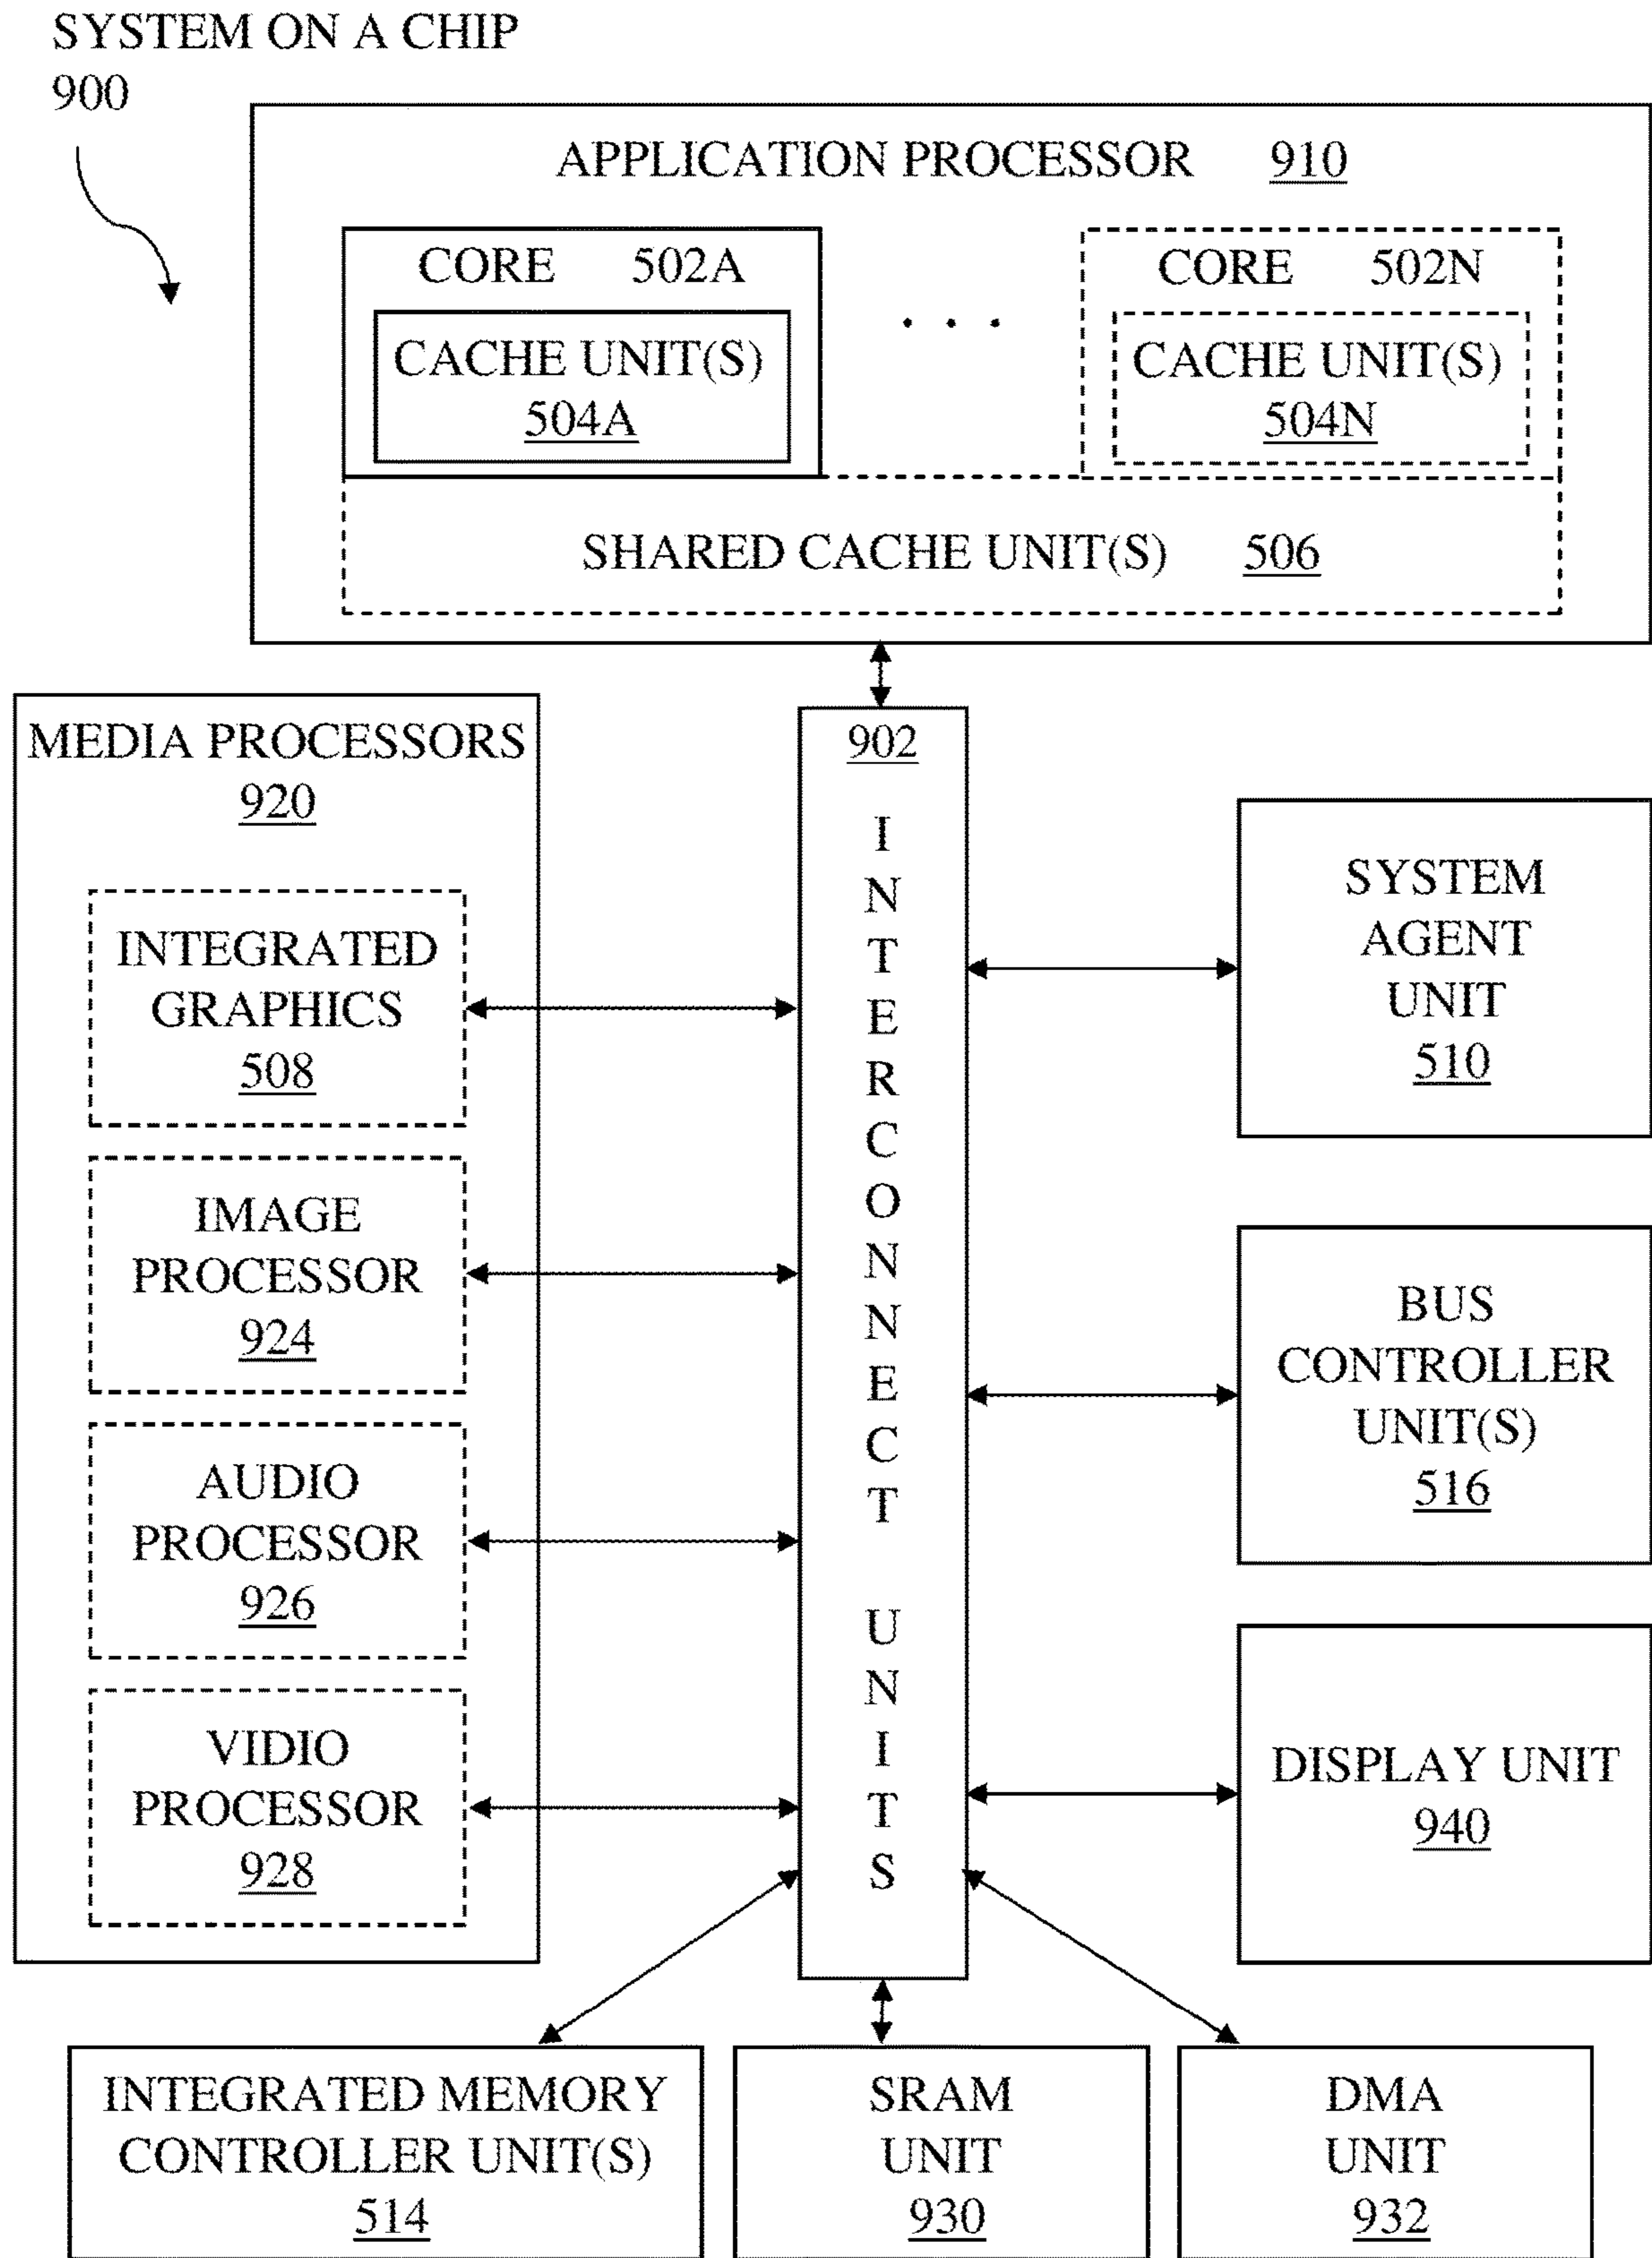 SYSTEM ON A CHIP
900
APPLICATION PROCESSOR 910
CORE 502A
CACHE UNIT(S)
504A
. . .
CORE 502N
CACHE UNIT(S)
504N
SHARED CACHE UNIT(S) 506
MEDIA PROCESSORS
920
INTEGRATED
GRAPHICS
508
IMAGE
PROCESSOR
924
AUDIO
PROCESSOR
926
VIDIO
PROCESSOR
928
902
INTERCONNECT UNITS
SYSTEM
AGENT
UNIT
510
BUS
CONTROLLER
UNIT(S)
516
DISPLAY UNIT
940
INTEGRATED MEMORY
CONTROLLER UNIT(S)
514
SRAM
UNIT
930
DMA
UNIT
932